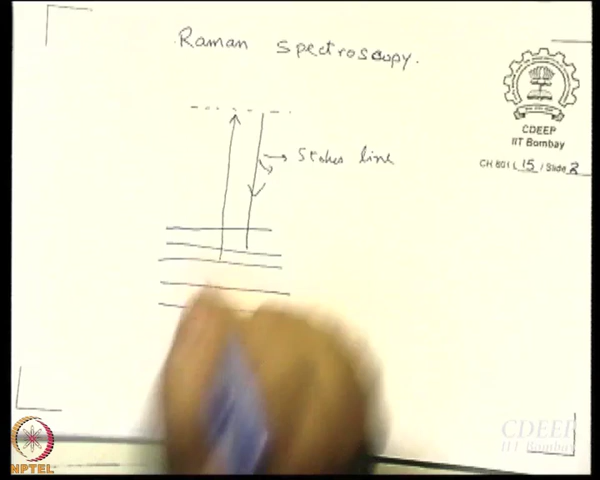 Raman Spectroscopy.
Stokes line
CDEEP
IIT Bombay
CH 801 L 15 / Slide 2
CDEEP
IIT Bombay
NPTEL